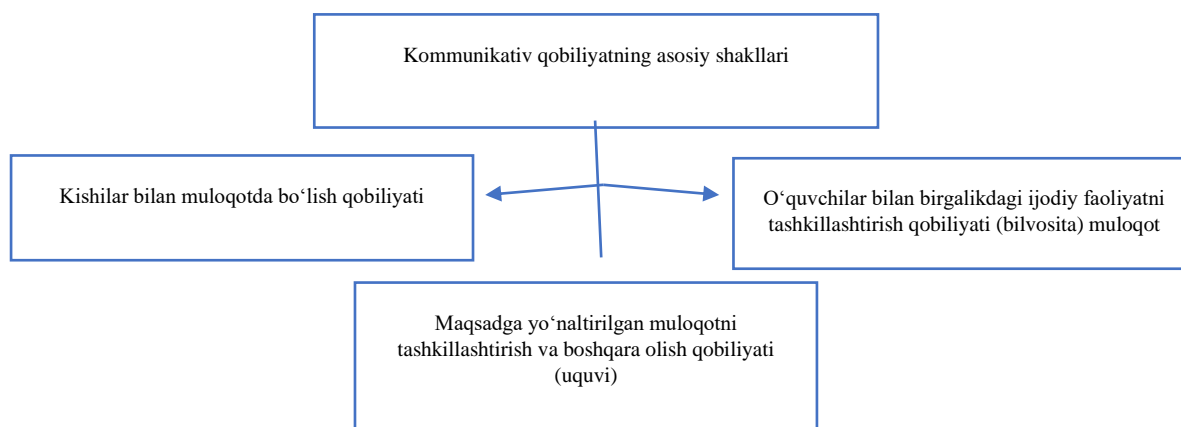 Kommunikativ qobiliyatning asosiy shakllari
Kishilar bilan muloqotda bo‘lish qobiliyati
O‘quvchilar bilan birgalikdagi ijodiy faoliyatni
tashkillashtirish qobiliyati (bilvosita) muloqot
Maqsadga yo‘naltirilgan muloqotni
tashkillashtirish va boshqara olish qobiliyati
(uquvi)